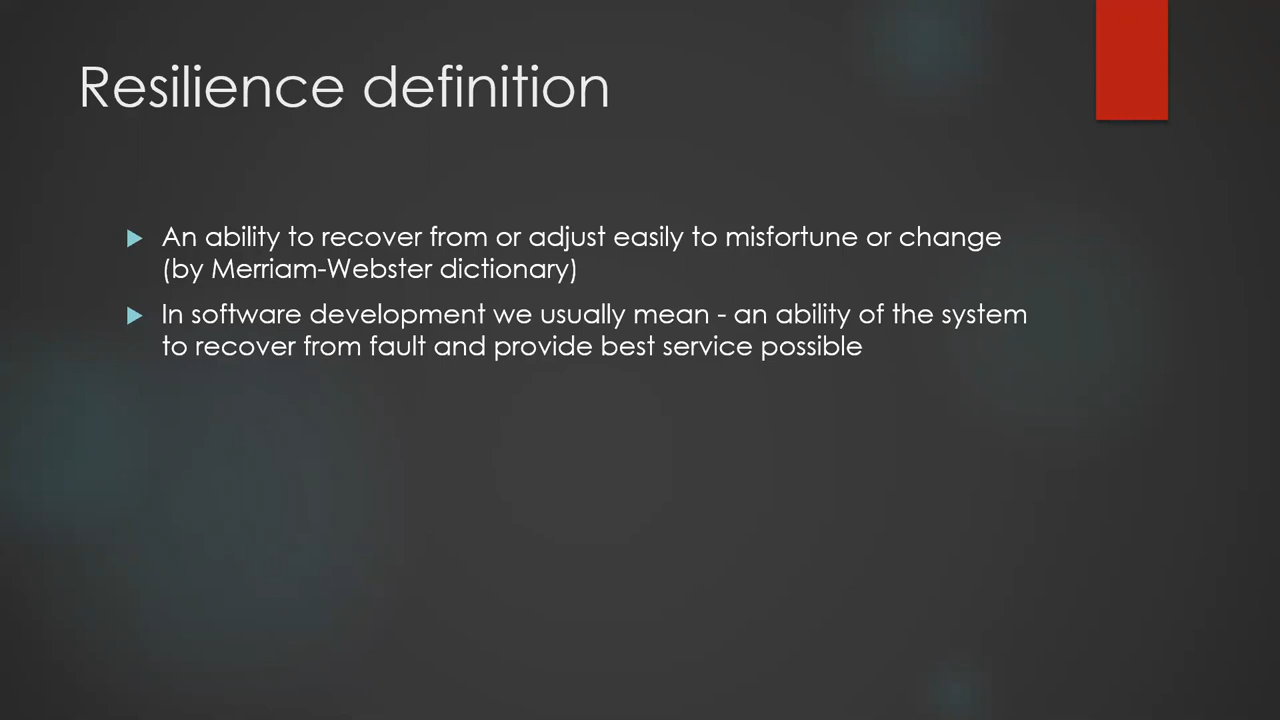 Resilience definition
An ability to recover from or adjust easily to misfortune or change
(by Merriam-Webster dictionary)
In software development we usually mean - an ability of the system
to recover from fault and provide best service possible